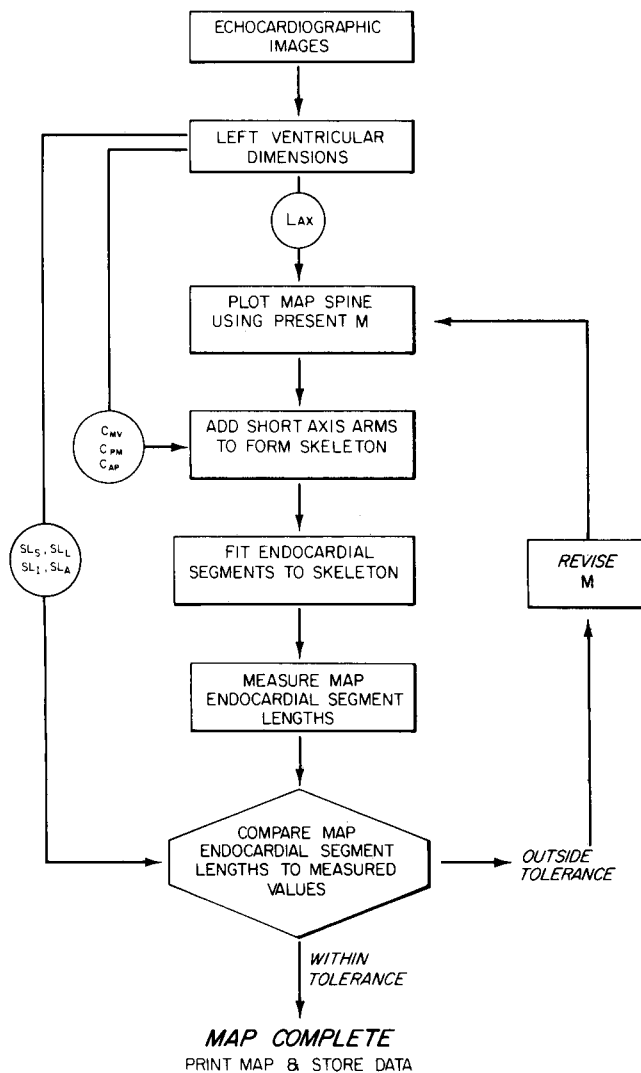 ECHOCARDIOGRAPHIC
IMAGES
LEFT VENTRICULAR
DIMENSIONS
LAX
PLOT MAP SPINE
USING PRESENT M
CMV
CPM
CAP
ADD SHORT AXIS ARMS
TO FORM SKELETON
SLS, SLL
SLI, SLA
FIT ENDOCARDIAL
SEGMENTS TO SKELETON
REVISE
M
MEASURE MAP
ENDOCARDIAL SEGMENT
LENGTHS
COMPARE MAP
ENDOCARDIAL SEGMENT
LENGTHS TO MEASURED
VALUES
OUTSIDE
TOLERANCE
WITHIN
TOLERANCE
MAP COMPLETE
PRINT MAP & STORE DATA